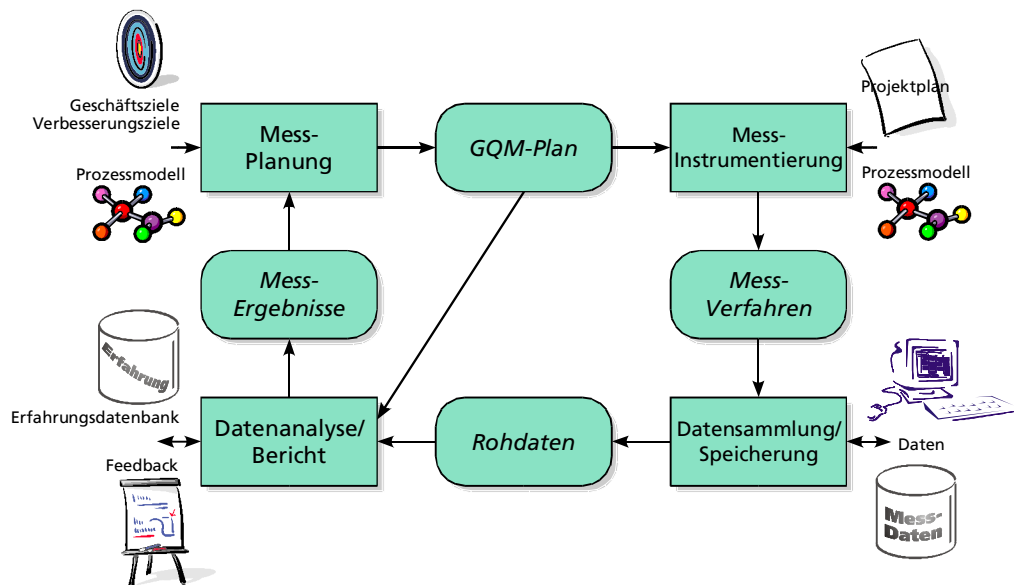 Geschäftsziele
Verbesserungsziele
Prozessmodell
Mess-
Planung
GQM-Plan
Mess-
Instrumentierung
Projektplan
Prozessmodell
Mess-
Ergebnisse
Mess-
Verfahren
Erfahrung
Erfahrungsdatenbank
Feedback
Datenanalyse/
Bericht
Rohdaten
Datensammlung/
Speicherung
Daten
Mess-
Daten